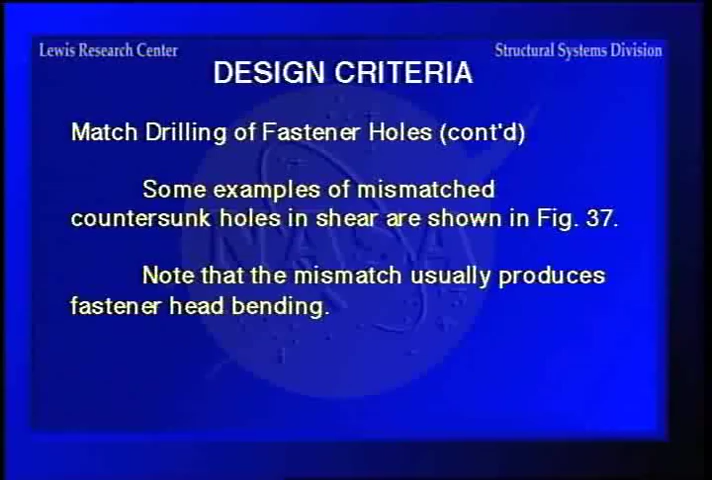 Lewis Research Center
Structural Systems Division
DESIGN CRITERIA
Match Drilling of Fastener Holes (cont'd)
Some examples of mismatched
countersunk holes in shear are shown in Fig. 37.
Note that the mismatch usually produces
fastener head bending.
NASA